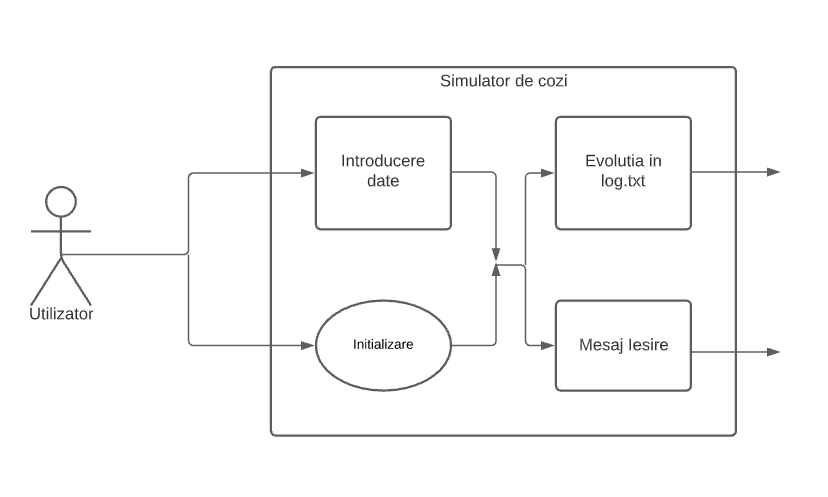 Simulator de cozi
Introducere
date
Evolutia in
log.txt
Utilizator
Initializare
Mesaj Iesire